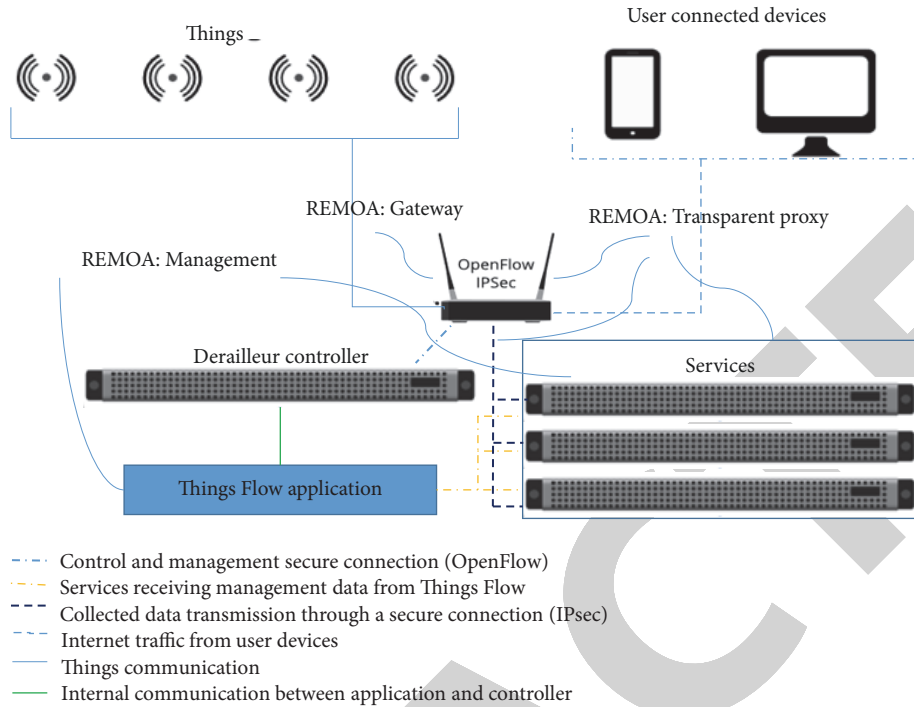 Things
User connected devices
REMOA: Gateway
REMOA: Transparent proxy
REMOA: Management
OpenFlow
IPSec
Derailleur controller
Services
Things Flow application
Control and management secure connection (OpenFlow)
Services receiving management data from Things Flow
Collected data transmission through a secure connection (IPsec)
Internet traffic from user devices
Things communication
Internal communication between application and controller